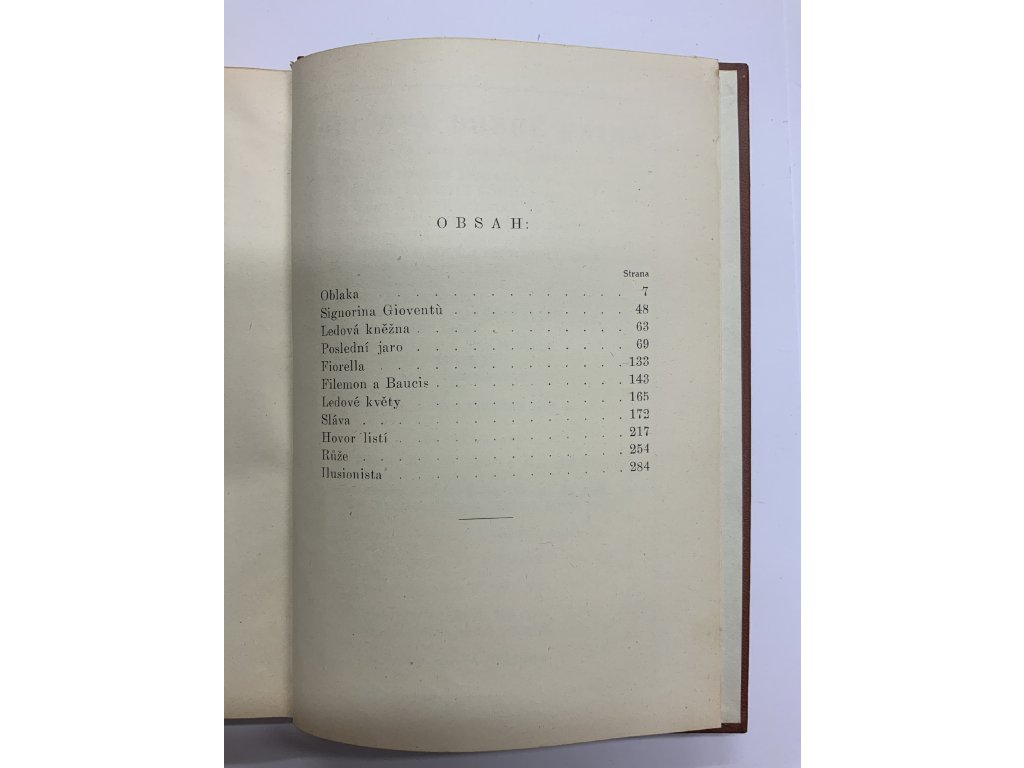 OBSAH:
Strana
Oblaka . . . . . . . . . . . . . 7
Signorina Gioventù . . . . . . . . . 48
Ledová kněžna . . . . . . . . . . . 63
Poslední jaro . . . . . . . . . . . 69
Fiorella . . . . . . . . . . . . . 133
Filemon a Baucis . . . . . . . . . . 143
Ledové květy . . . . . . . . . . . 165
Sláva . . . . . . . . . . . . . 172
Hovor listí . . . . . . . . . . . . 217
Růže . . . . . . . . . . . . . 254
Ilusionista . . . . . . . . . . . . 284